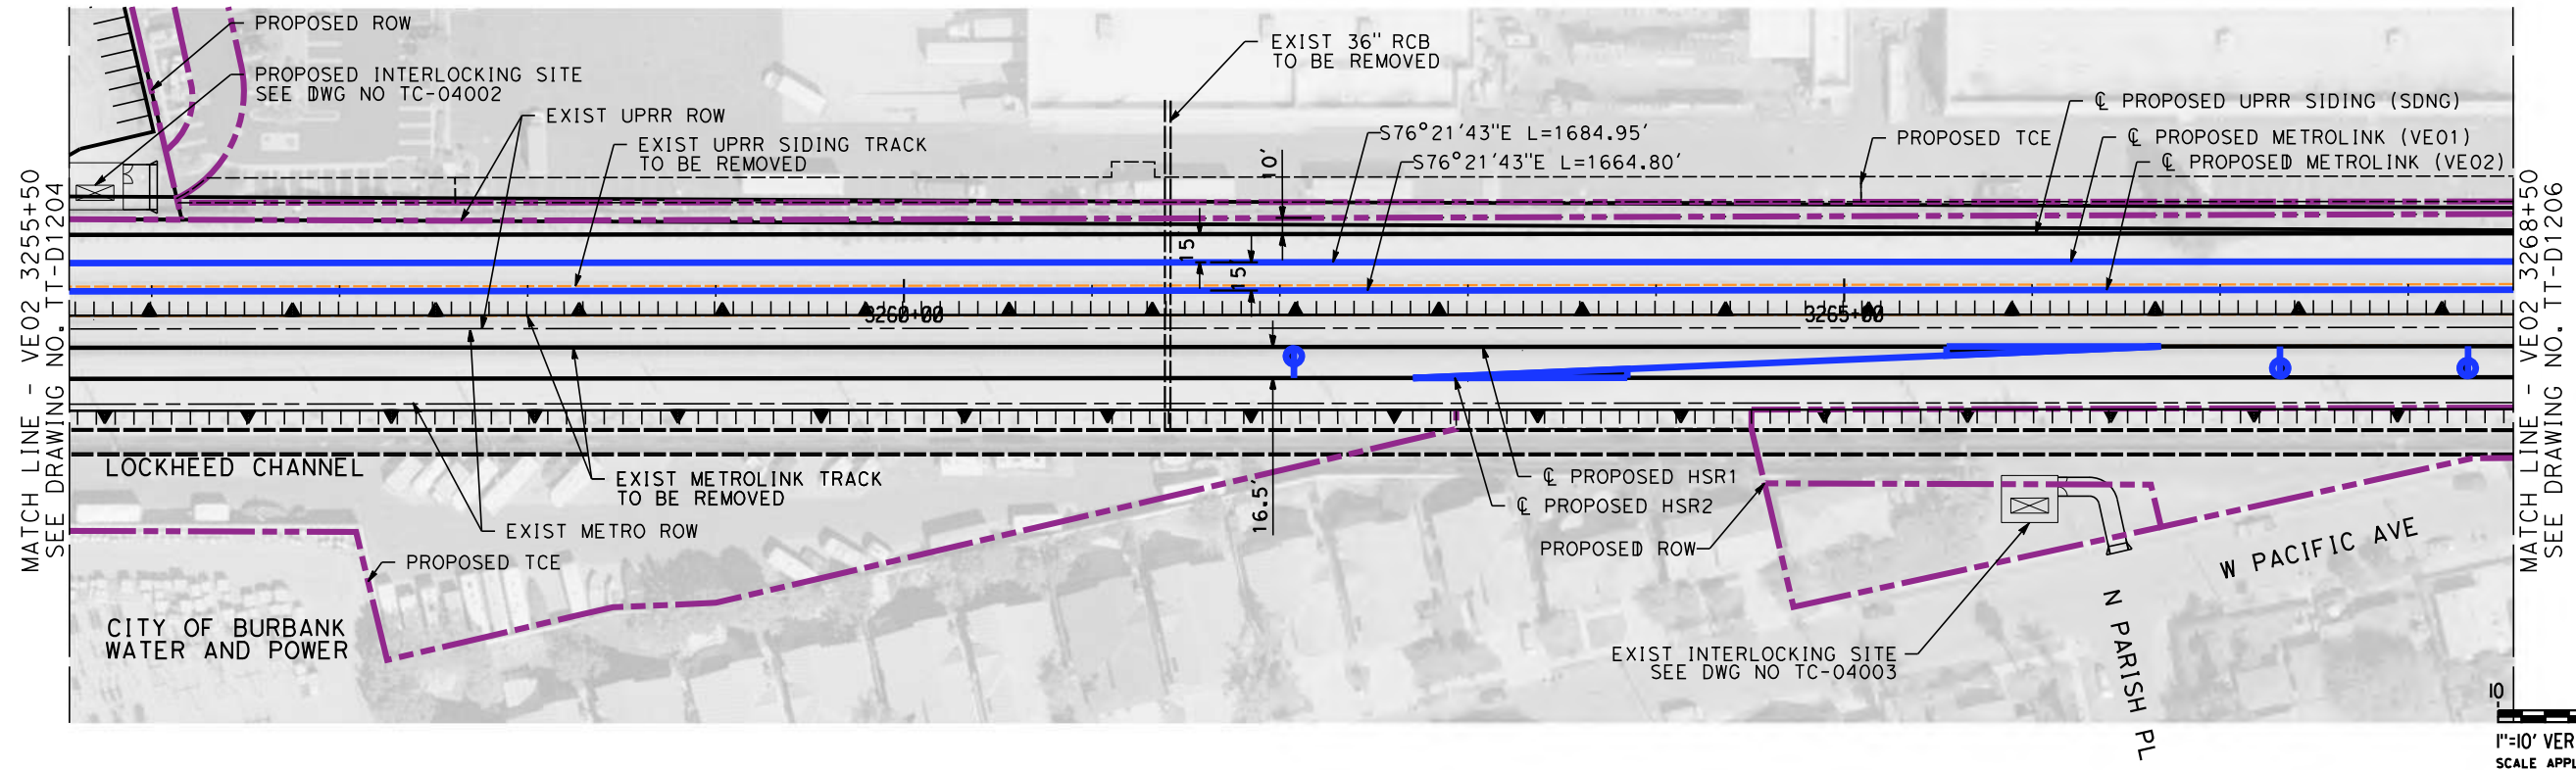 PROPOSED ROW
PROPOSED INTERLOCKING SITE
SEE DWG NO TC-04002
EXIST UPRR ROW
EXIST UPRR SIDING TRACK
TO BE REMOVED
EXIST 36" RCB
TO BE REMOVED
S76°21'43"E L=1684.95'
S76°21'43"E L=1664.80'
10'
PROPOSED TCE
℄ PROPOSED UPRR SIDING (SDNG)
℄ PROPOSED METROLINK (VE01)
℄ PROPOSED METROLINK (VE02)
MATCH LINE - VE02 3255+50
SEE DRAWING NO. TT-D1204
15'
15'
3260+00
3265+00
MATCH LINE - VE02 3268+50
SEE DRAWING NO. TT-D1206
LOCKHEED CHANNEL
EXIST METROLINK TRACK
TO BE REMOVED
EXIST METRO ROW
PROPOSED TCE
16.5'
℄ PROPOSED HSR1
℄ PROPOSED HSR2
PROPOSED ROW
W PACIFIC AVE
CITY OF BURBANK
WATER AND POWER
EXIST INTERLOCKING SITE
SEE DWG NO TC-04003
N PARISH PL
10
1"=10' VER
SCALE APPL